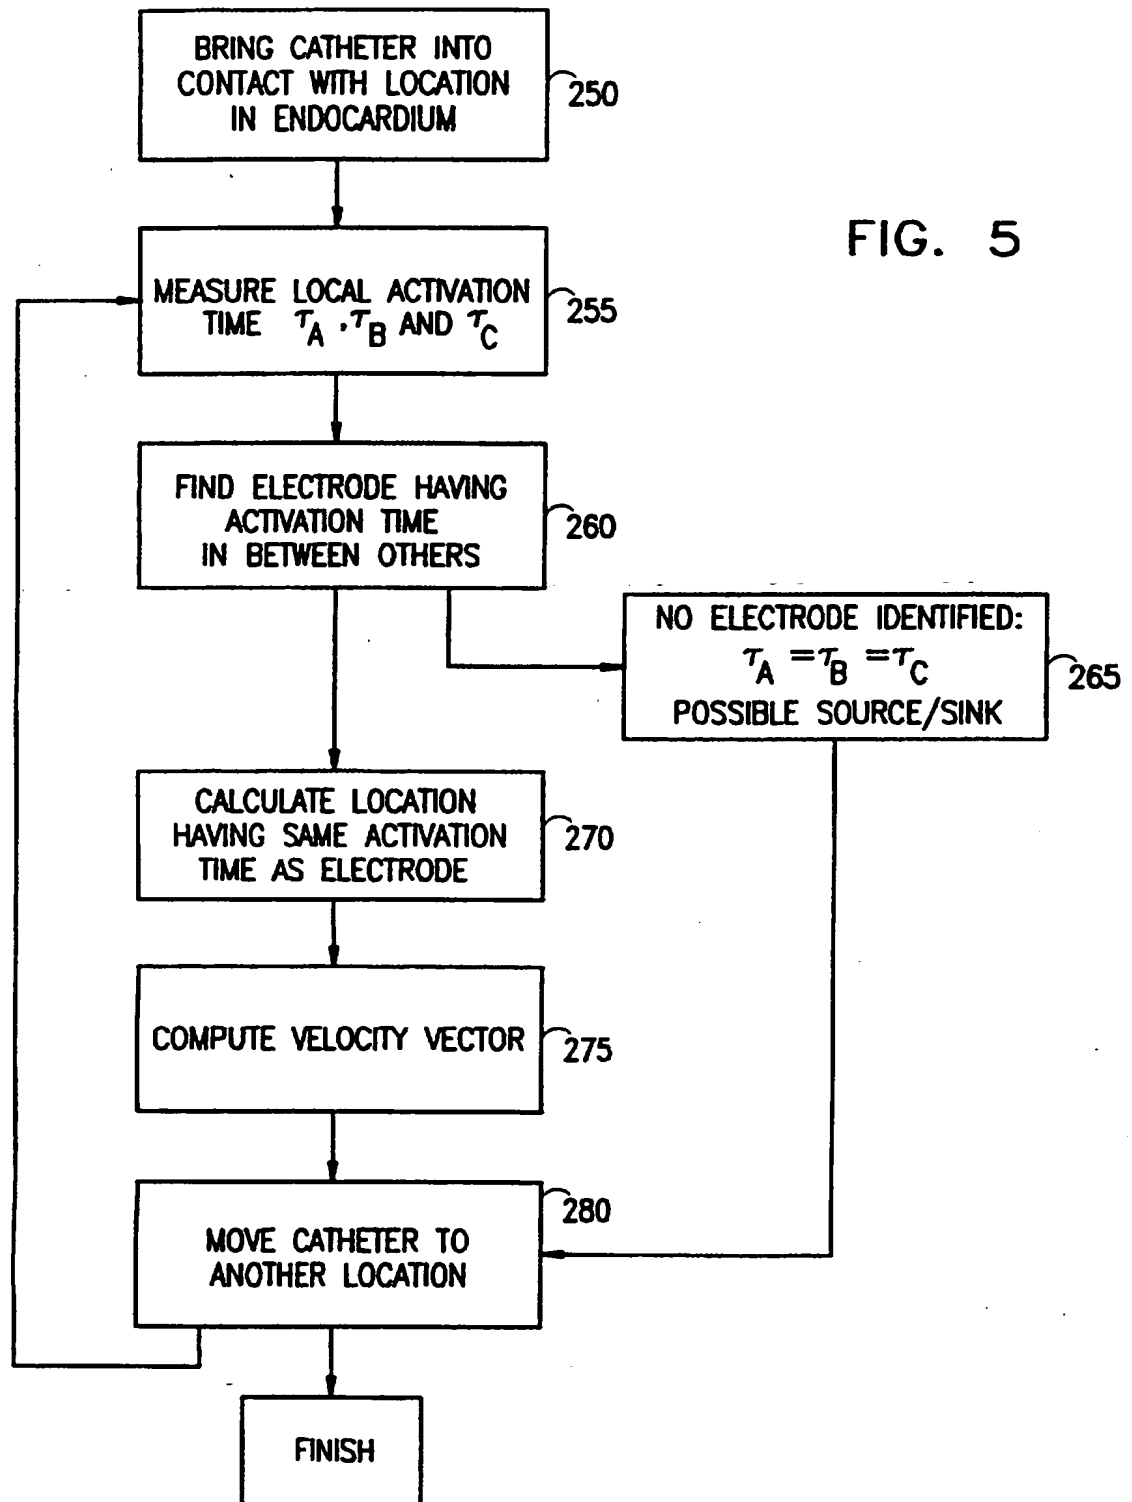 BRING CATHETER INTO
CONTACT WITH LOCATION
IN ENDOCARDIUM
250
FIG. 5
MEASURE LOCAL ACTIVATION
TIME τA , τB AND τC
255
FIND ELECTRODE HAVING
ACTIVATION TIME
IN BETWEEN OTHERS
260
NO ELECTRODE IDENTIFIED:
τA = τB = τC
POSSIBLE SOURCE/SINK
265
CALCULATE LOCATION
HAVING SAME ACTIVATION
TIME AS ELECTRODE
270
COMPUTE VELOCITY VECTOR
275
MOVE CATHETER TO
ANOTHER LOCATION
280
FINISH